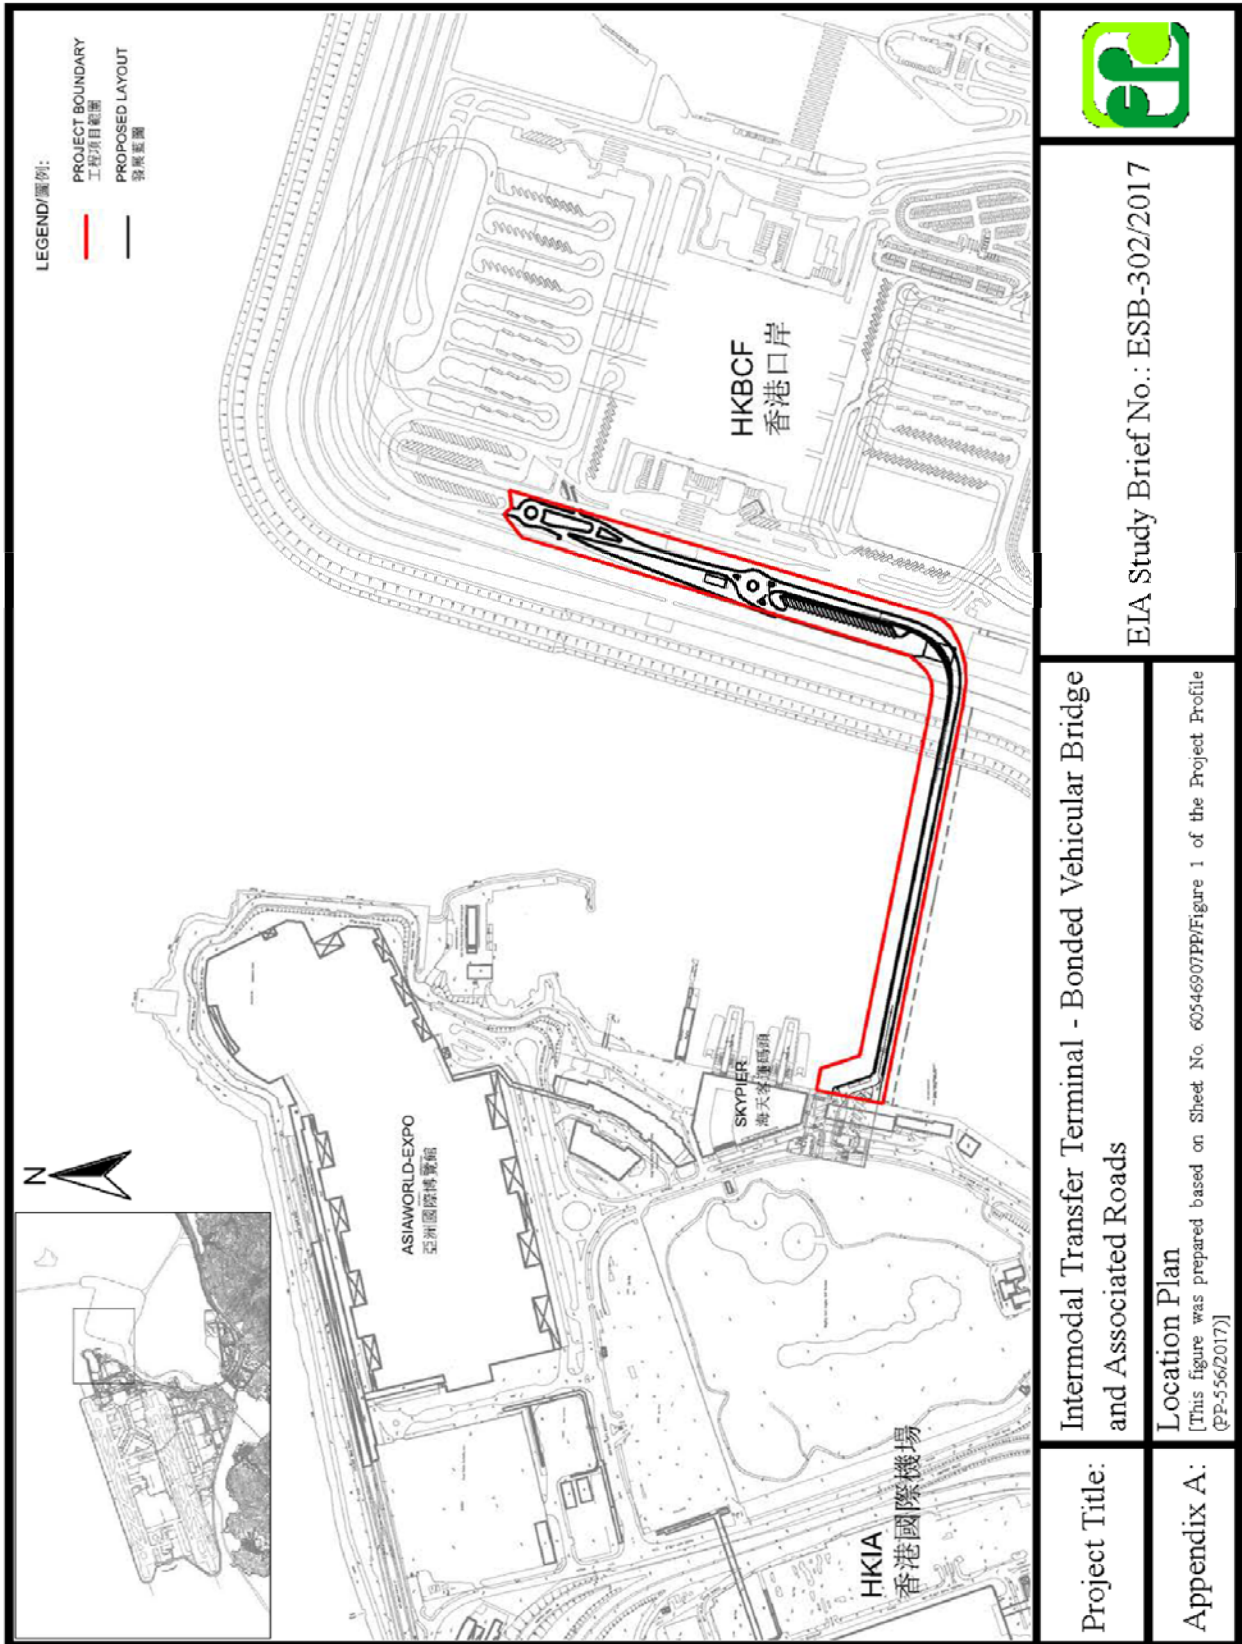 LEGEND/圖例:
PROJECT BOUNDARY
工程項目範圍
PROPOSED LAYOUT
發展藍圖
N
HKBCF
香港口岸
ASIAWORLD-EXPO
亞洲國際博覽館
SKYPIER
海天客運碼頭
HKIA
香港國際機場
Project Title:
Intermodal Transfer Terminal - Bonded Vehicular Bridge
and Associated Roads
EIA Study Brief No.: ESB-302/2017
Appendix A:
Location Plan
[This figure was prepared based on Sheet No. 60546907/PP/Figure 1 of the Project Profile
(PP-556/2017)]